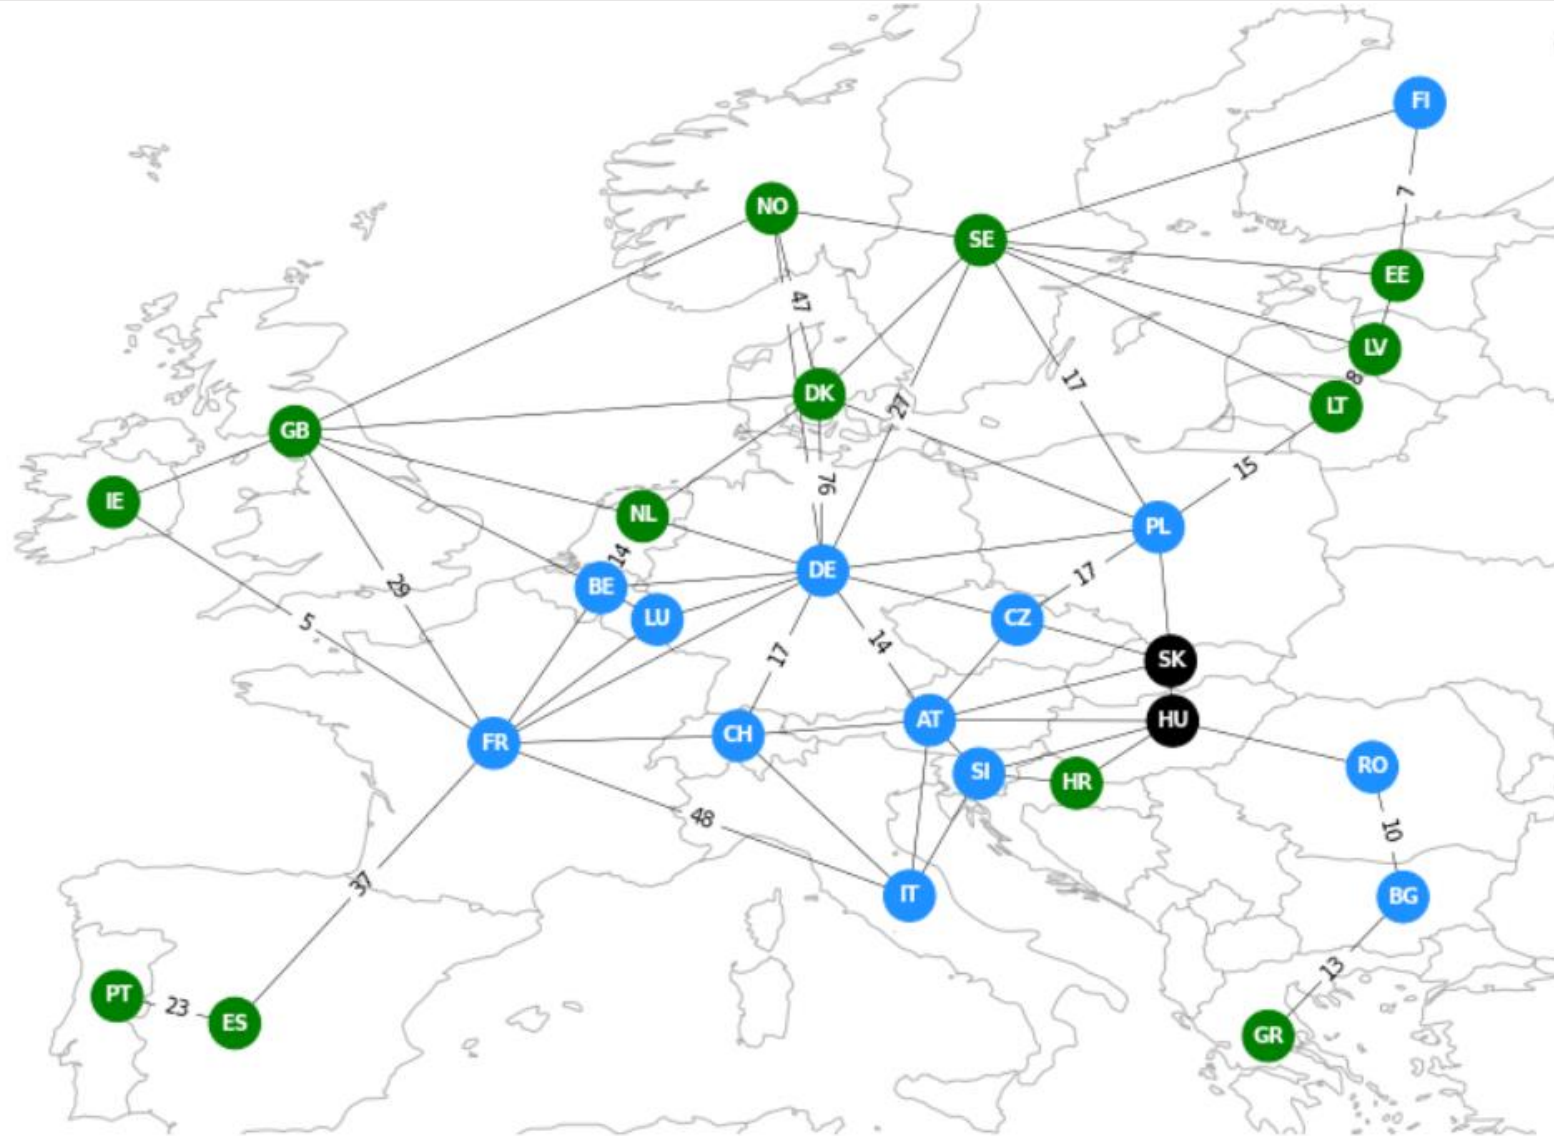 FI
7
NO
SE
EE
47
LV
8
17
DK
27
LT
GB
15
76
IE
NL
PL
14
DE
29
BE
17
LU
CZ
5
14
17
SK
FR
CH
AT
HU
SI
HR
RO
48
10
37
IT
BG
13
PT
23
ES
GR